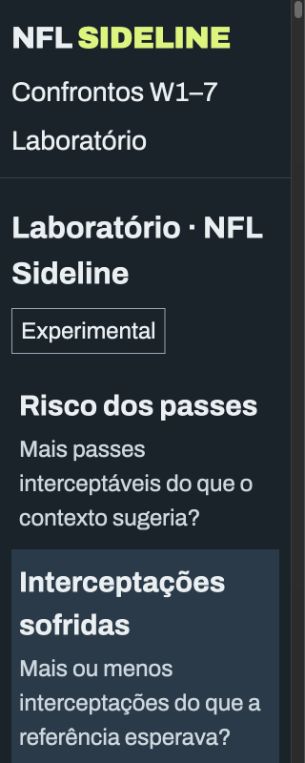 NFL SIDELINE
Confrontos W1–7
Laboratório
Laboratório · NFL
Sideline
Experimental
Risco dos passes
Mais passes
interceptáveis do que o
contexto sugeria?
Interceptações
sofridas
Mais ou menos
interceptações do que a
referência esperava?